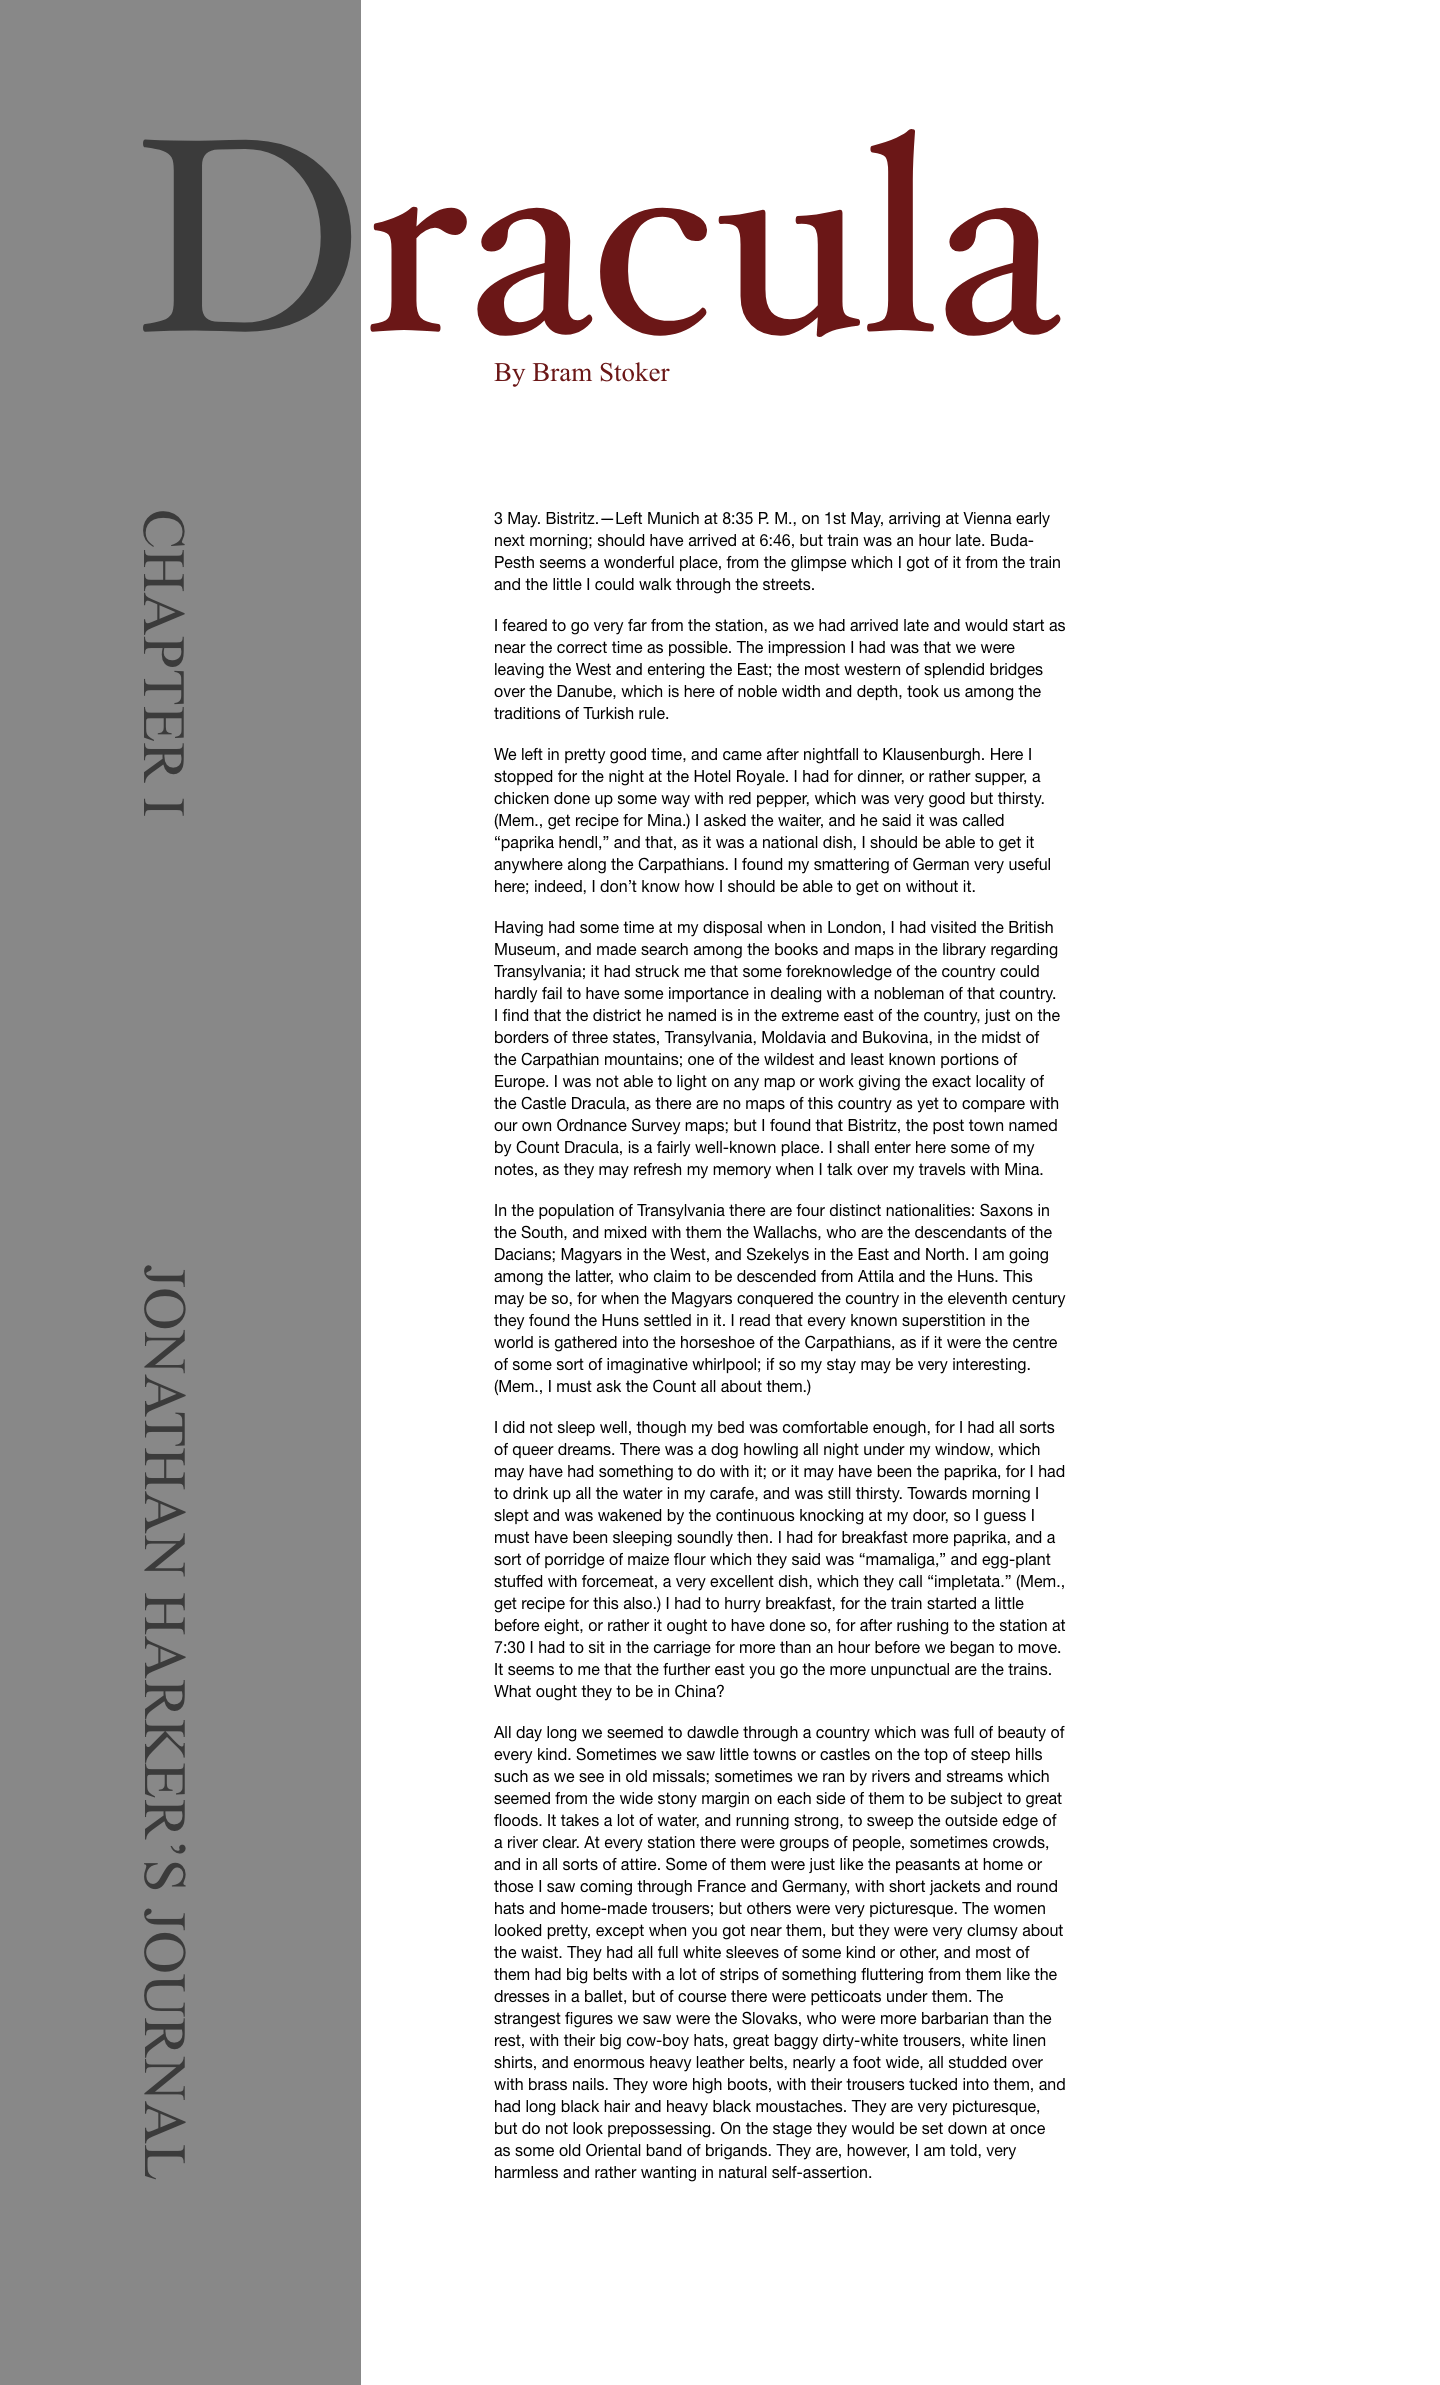 Dracula
By Bram Stoker
CHAPTER I
JONATHAN HARKER’S JOURNAL
3 May. Bistritz.—Left Munich at 8:35 P. M., on 1st May, arriving at Vienna early
next morning; should have arrived at 6:46, but train was an hour late. Buda-
Pesth seems a wonderful place, from the glimpse which I got of it from the train
and the little I could walk through the streets.
I feared to go very far from the station, as we had arrived late and would start as
near the correct time as possible. The impression I had was that we were
leaving the West and entering the East; the most western of splendid bridges
over the Danube, which is here of noble width and depth, took us among the
traditions of Turkish rule.
We left in pretty good time, and came after nightfall to Klausenburgh. Here I
stopped for the night at the Hotel Royale. I had for dinner, or rather supper, a
chicken done up some way with red pepper, which was very good but thirsty.
(Mem., get recipe for Mina.) I asked the waiter, and he said it was called
“paprika hendl,” and that, as it was a national dish, I should be able to get it
anywhere along the Carpathians. I found my smattering of German very useful
here; indeed, I don’t know how I should be able to get on without it.
Having had some time at my disposal when in London, I had visited the British
Museum, and made search among the books and maps in the library regarding
Transylvania; it had struck me that some foreknowledge of the country could
hardly fail to have some importance in dealing with a nobleman of that country.
I find that the district he named is in the extreme east of the country, just on the
borders of three states, Transylvania, Moldavia and Bukovina, in the midst of
the Carpathian mountains; one of the wildest and least known portions of
Europe. I was not able to light on any map or work giving the exact locality of
the Castle Dracula, as there are no maps of this country as yet to compare with
our own Ordnance Survey maps; but I found that Bistritz, the post town named
by Count Dracula, is a fairly well-known place. I shall enter here some of my
notes, as they may refresh my memory when I talk over my travels with Mina.
In the population of Transylvania there are four distinct nationalities: Saxons in
the South, and mixed with them the Wallachs, who are the descendants of the
Dacians; Magyars in the West, and Szekelys in the East and North. I am going
among the latter, who claim to be descended from Attila and the Huns. This
may be so, for when the Magyars conquered the country in the eleventh century
they found the Huns settled in it. I read that every known superstition in the
world is gathered into the horseshoe of the Carpathians, as if it were the centre
of some sort of imaginative whirlpool; if so my stay may be very interesting.
(Mem., I must ask the Count all about them.)
I did not sleep well, though my bed was comfortable enough, for I had all sorts
of queer dreams. There was a dog howling all night under my window, which
may have had something to do with it; or it may have been the paprika, for I had
to drink up all the water in my carafe, and was still thirsty. Towards morning I
slept and was wakened by the continuous knocking at my door, so I guess I
must have been sleeping soundly then. I had for breakfast more paprika, and a
sort of porridge of maize flour which they said was “mamaliga,” and egg-plant
stuffed with forcemeat, a very excellent dish, which they call “impletata.” (Mem.,
get recipe for this also.) I had to hurry breakfast, for the train started a little
before eight, or rather it ought to have done so, for after rushing to the station at
7:30 I had to sit in the carriage for more than an hour before we began to move.
It seems to me that the further east you go the more unpunctual are the trains.
What ought they to be in China?
All day long we seemed to dawdle through a country which was full of beauty of
every kind. Sometimes we saw little towns or castles on the top of steep hills
such as we see in old missals; sometimes we ran by rivers and streams which
seemed from the wide stony margin on each side of them to be subject to great
floods. It takes a lot of water, and running strong, to sweep the outside edge of
a river clear. At every station there were groups of people, sometimes crowds,
and in all sorts of attire. Some of them were just like the peasants at home or
those I saw coming through France and Germany, with short jackets and round
hats and home-made trousers; but others were very picturesque. The women
looked pretty, except when you got near them, but they were very clumsy about
the waist. They had all full white sleeves of some kind or other, and most of
them had big belts with a lot of strips of something fluttering from them like the
dresses in a ballet, but of course there were petticoats under them. The
strangest figures we saw were the Slovaks, who were more barbarian than the
rest, with their big cow-boy hats, great baggy dirty-white trousers, white linen
shirts, and enormous heavy leather belts, nearly a foot wide, all studded over
with brass nails. They wore high boots, with their trousers tucked into them, and
had long black hair and heavy black moustaches. They are very picturesque,
but do not look prepossessing. On the stage they would be set down at once
as some old Oriental band of brigands. They are, however, I am told, very
harmless and rather wanting in natural self-assertion.